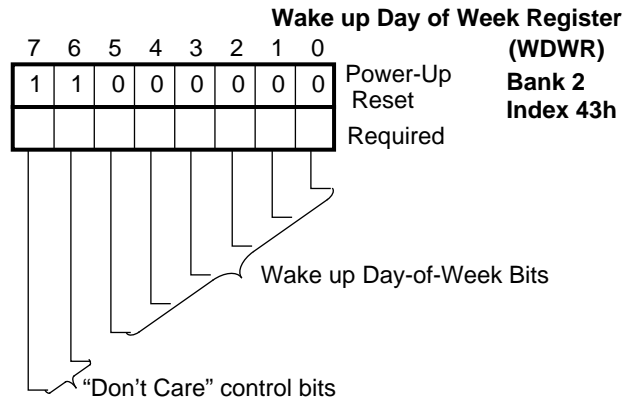 Wake up Day of Week Register
(WDWR)
Bank 2
Index 43h
7 6 5 4 3 2 1 0
1 1 0 0 0 0 0 0
Power-Up
Reset
Required
Wake up Day-of-Week Bits
“Don’t Care” control bits